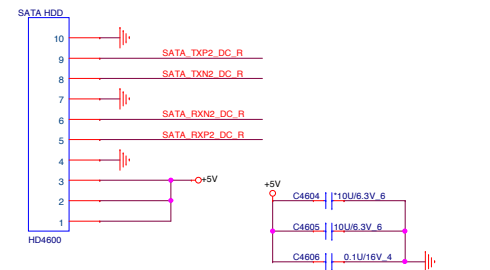 SATA HDD
10
9 SATA_TXP2_DC_R
8 SATA_TXN2_DC_R
7
6 SATA_RXN2_DC_R
5 SATA_RXP2_DC_R
4
3 +5V
2
1
HD4600
+5V
C4604 *10U/6.3V_6
C4605 10U/6.3V_6
C4606 0.1U/16V_4